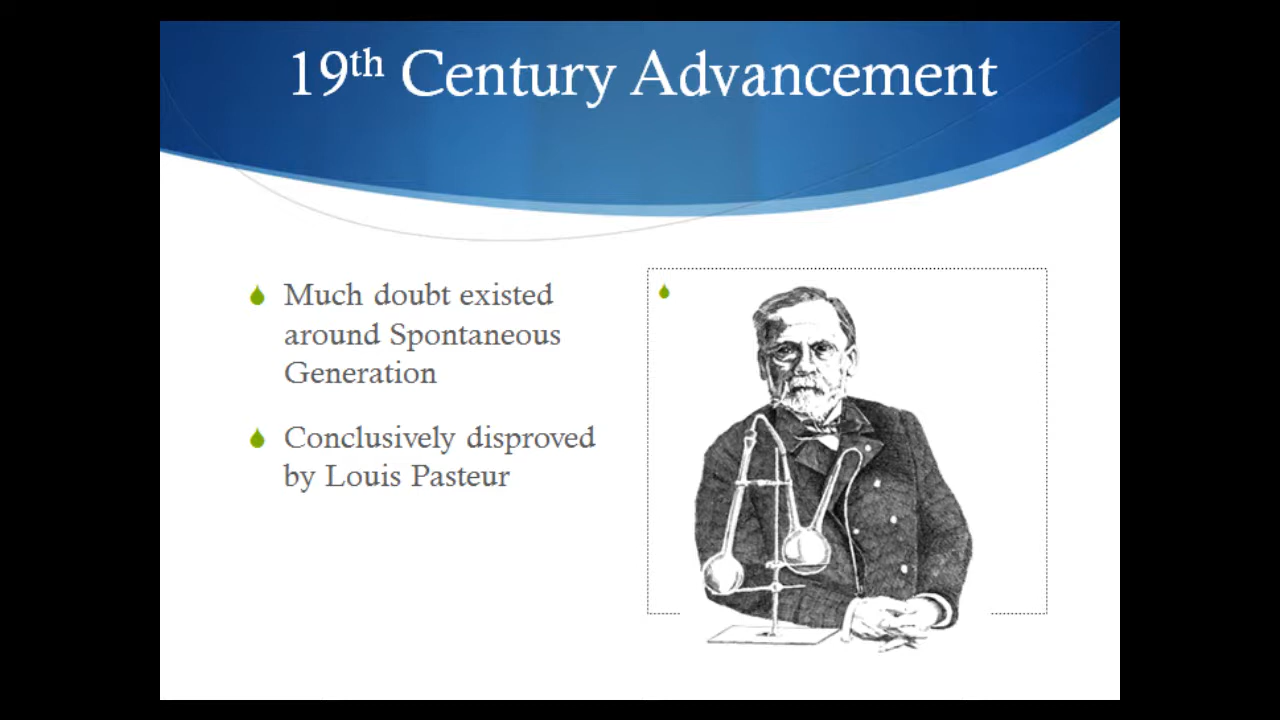 19th Century Advancement
Much doubt existed
around Spontaneous
Generation
Conclusively disproved
by Louis Pasteur